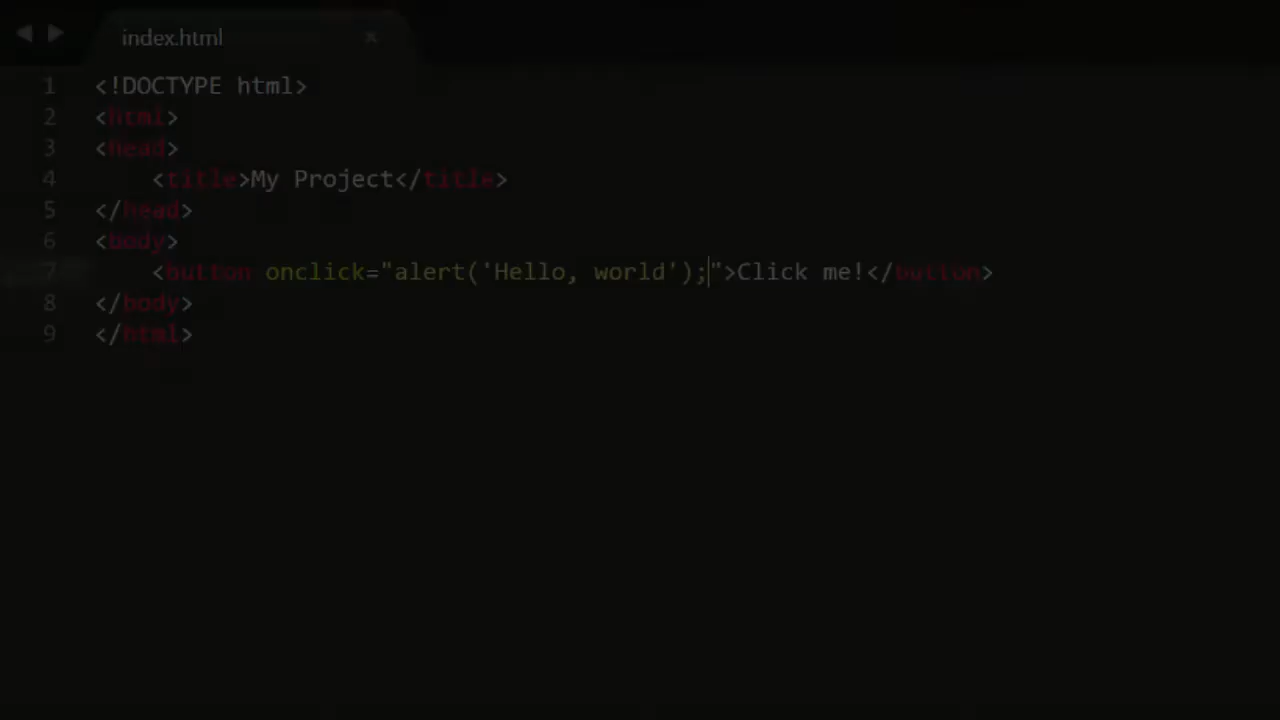 index.html ×
1 <!DOCTYPE html>
2 <html>
3 <head>
4     <title>My Project</title>
5 </head>
6 <body>
7     <button onclick="alert('Hello, world');">Click me!</button>
8 </body>
9 </html>